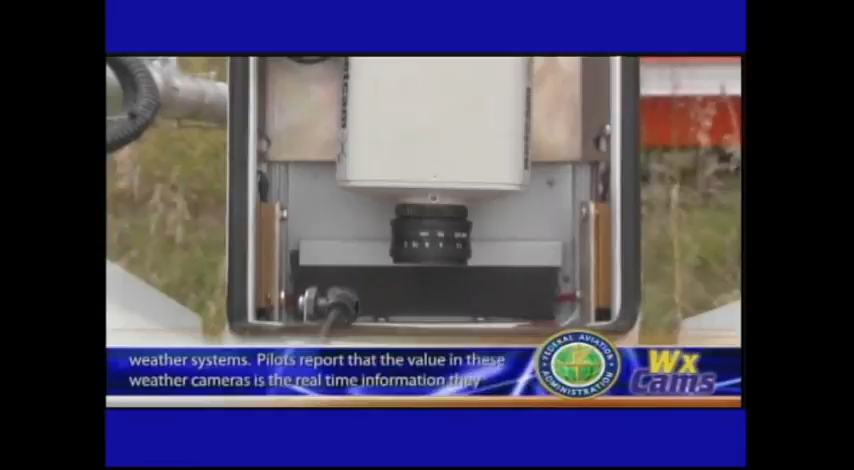 weather systems. Pilots report that the value in these
weather cameras is the real time information they
FEDERAL AVIATION
ADMINISTRATION
Wx
Cams